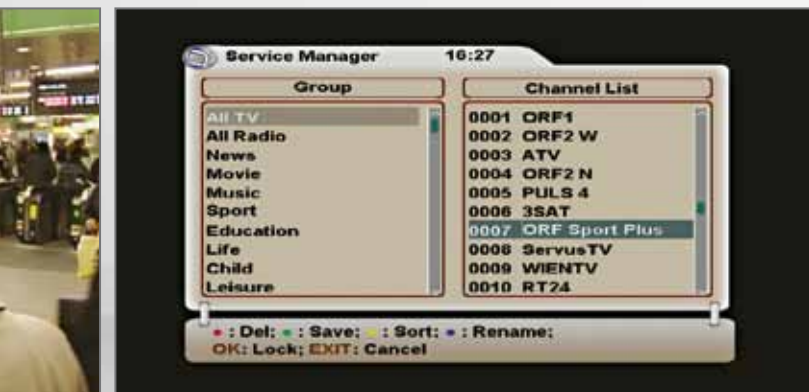 Service Manager 16:27
Group
Channel List
All TV
All Radio
News
Movie
Music
Sport
Education
Life
Child
Leisure
0001 ORF1
0002 ORF2 W
0003 ATV
0004 ORF2 N
0005 PULS 4
0006 3SAT
0007 ORF Sport Plus
0008 ServusTV
0009 WIENTV
0010 RT24
: Del; : Save; : Sort; : Rename;
OK: Lock; EXIT: Cancel